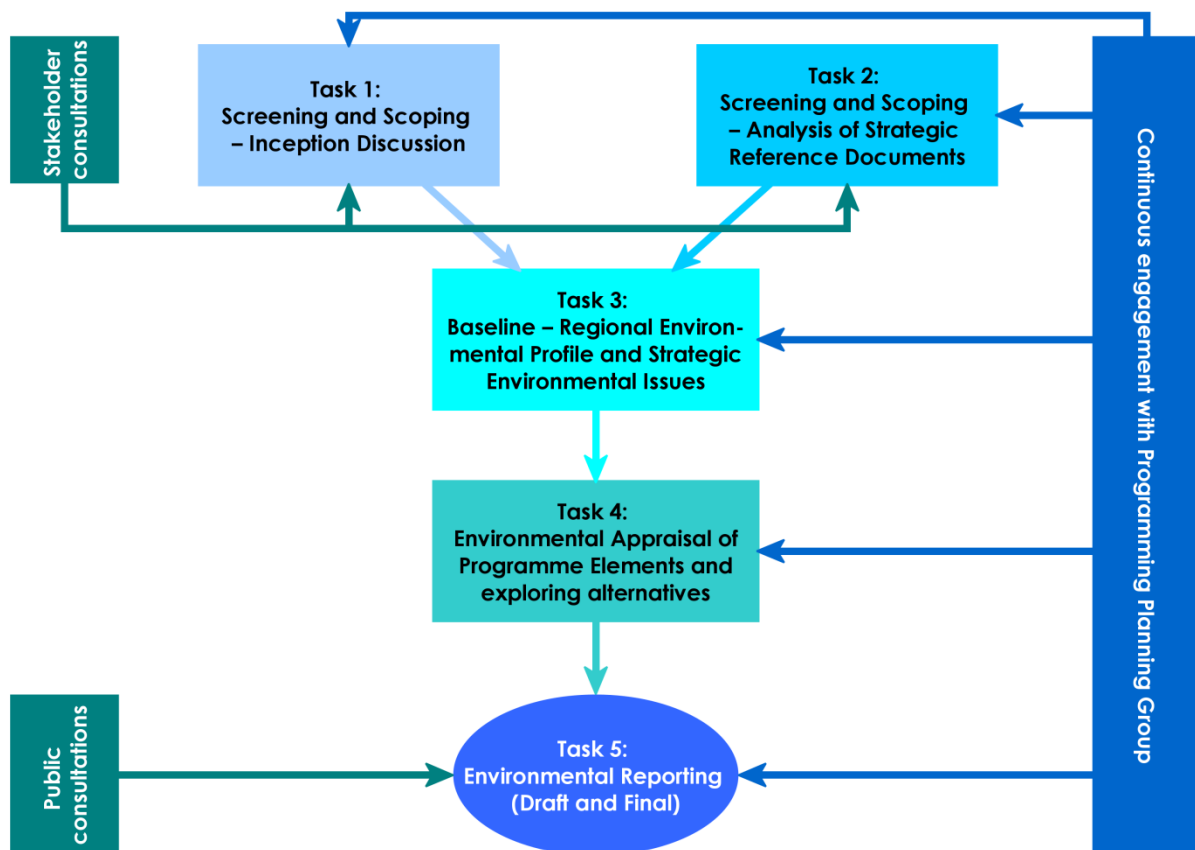 Stakeholder
consultations
Task 1:
Screening and Scoping
– Inception Discussion
Task 2:
Screening and Scoping
– Analysis of Strategic
Reference Documents
Continuous engagement with Programming Planning Group
Task 3:
Baseline – Regional Environ-
mental Profile and Strategic
Environmental Issues
Task 4:
Environmental Appraisal of
Programme Elements and
exploring alternatives
Public
consultations
Task 5:
Environmental Reporting
(Draft and Final)